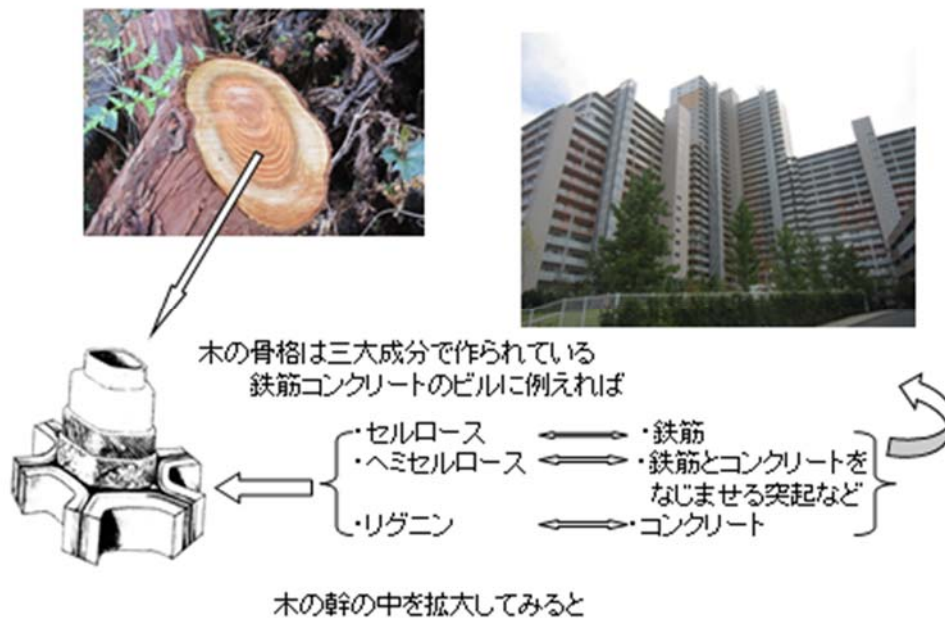 木の骨格は三大成分で作られている
鉄筋コンクリートのビルに例えれば
・セルロース ・鉄筋
・ヘミセルロース ・鉄筋とコンクリートを
なじませる突起など
・リグニン ・コンクリート
木の幹の中を拡大してみると